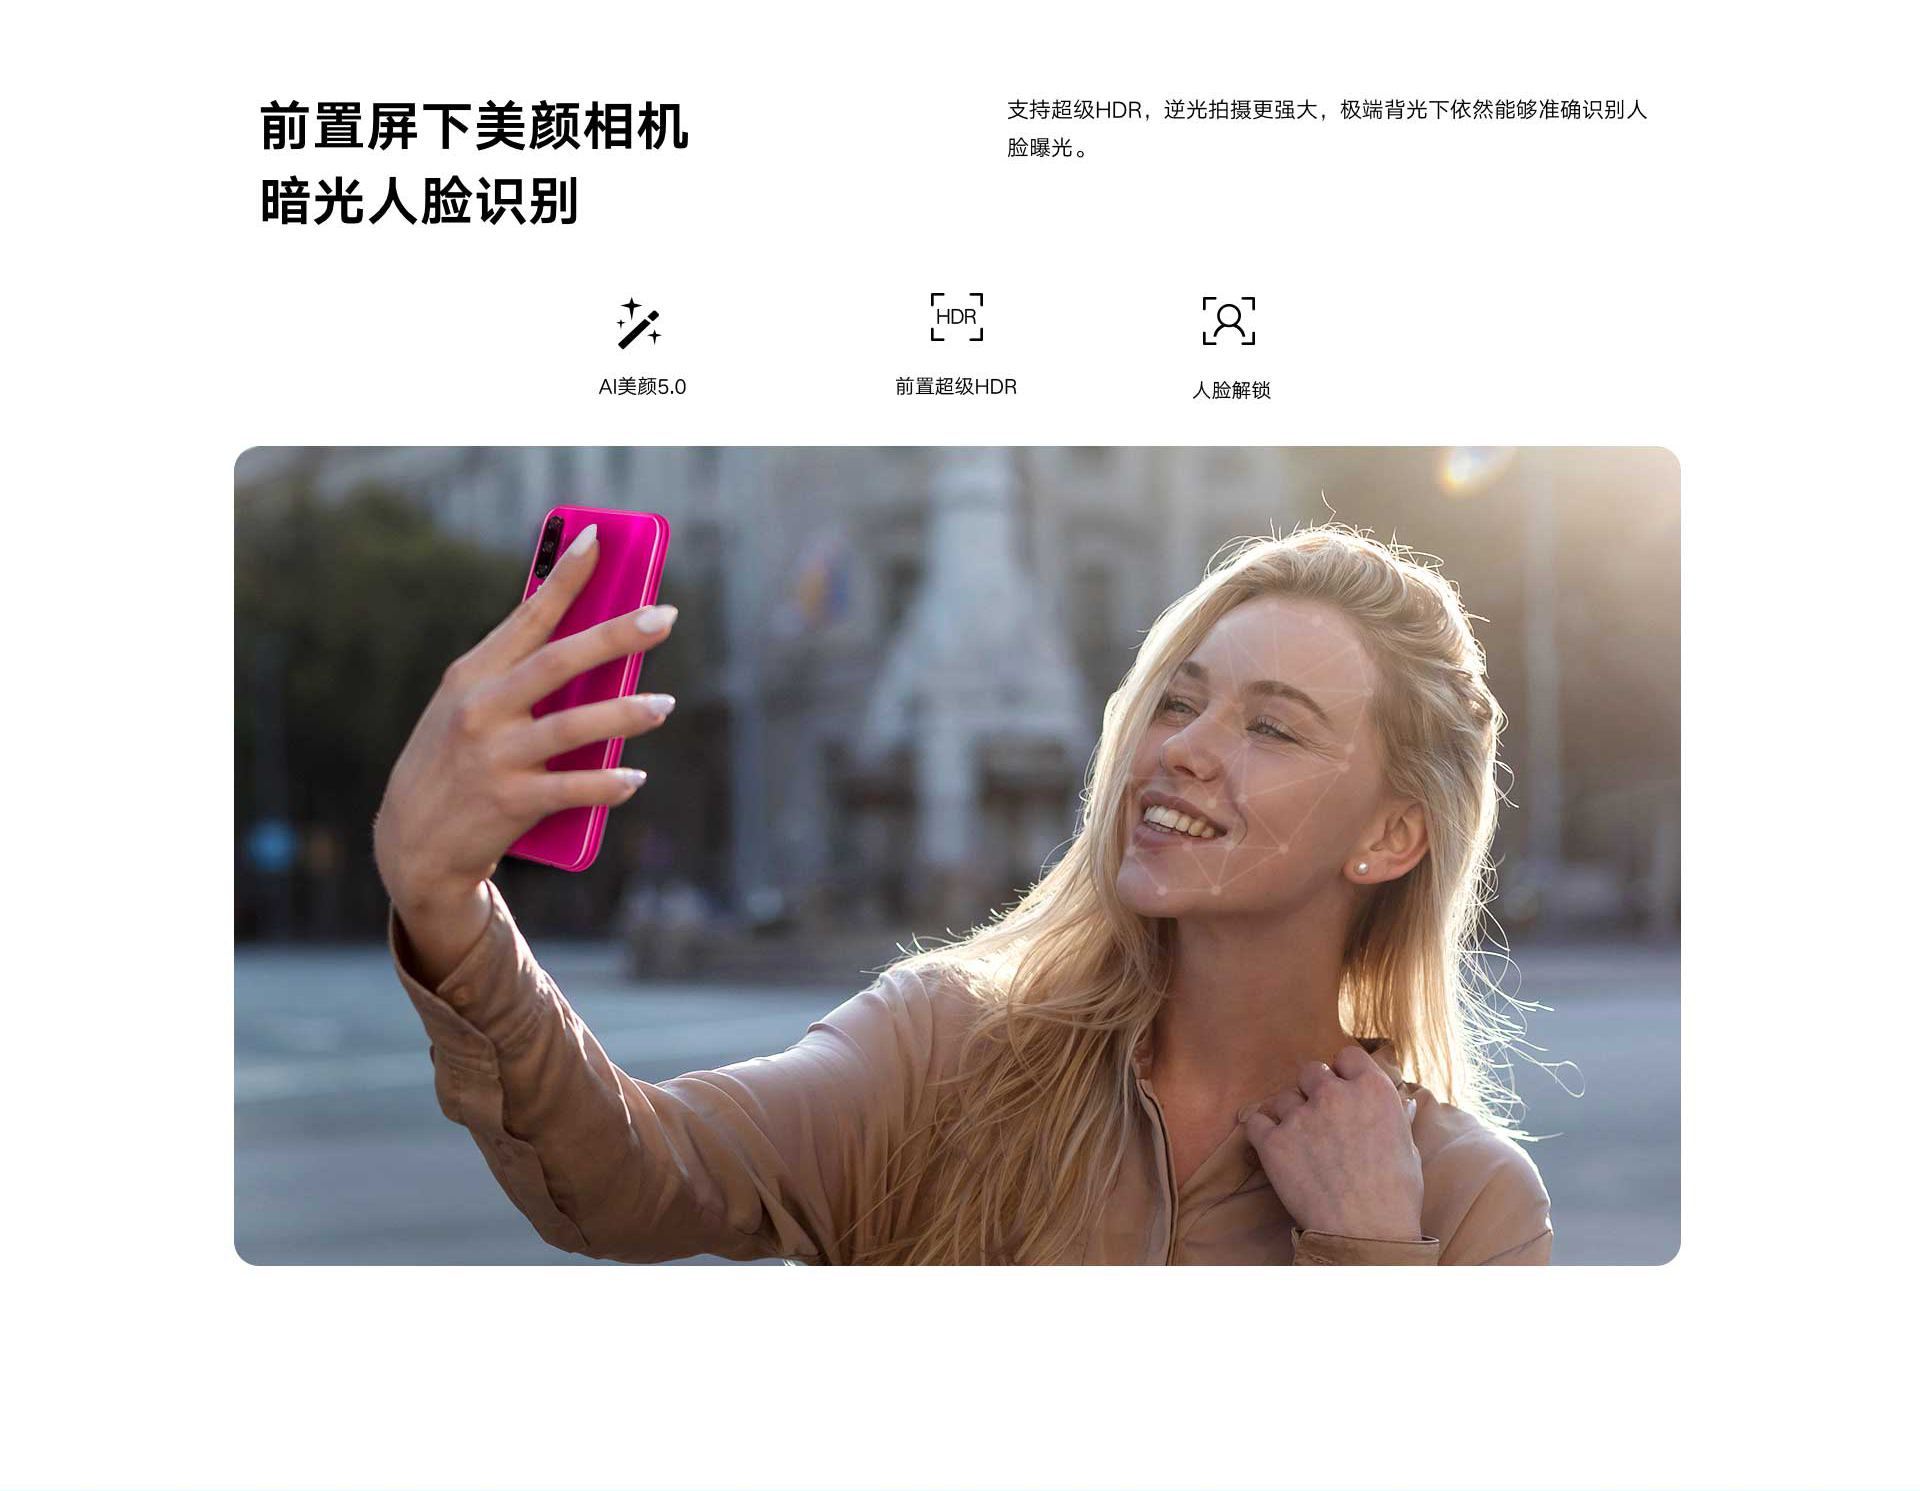 前置屏下美颜相机
暗光人脸识别
支持超级HDR，逆光拍摄更强大，极端背光下依然能够准确识别人
脸曝光。
HDR
AI美颜5.0
前置超级HDR
人脸解锁